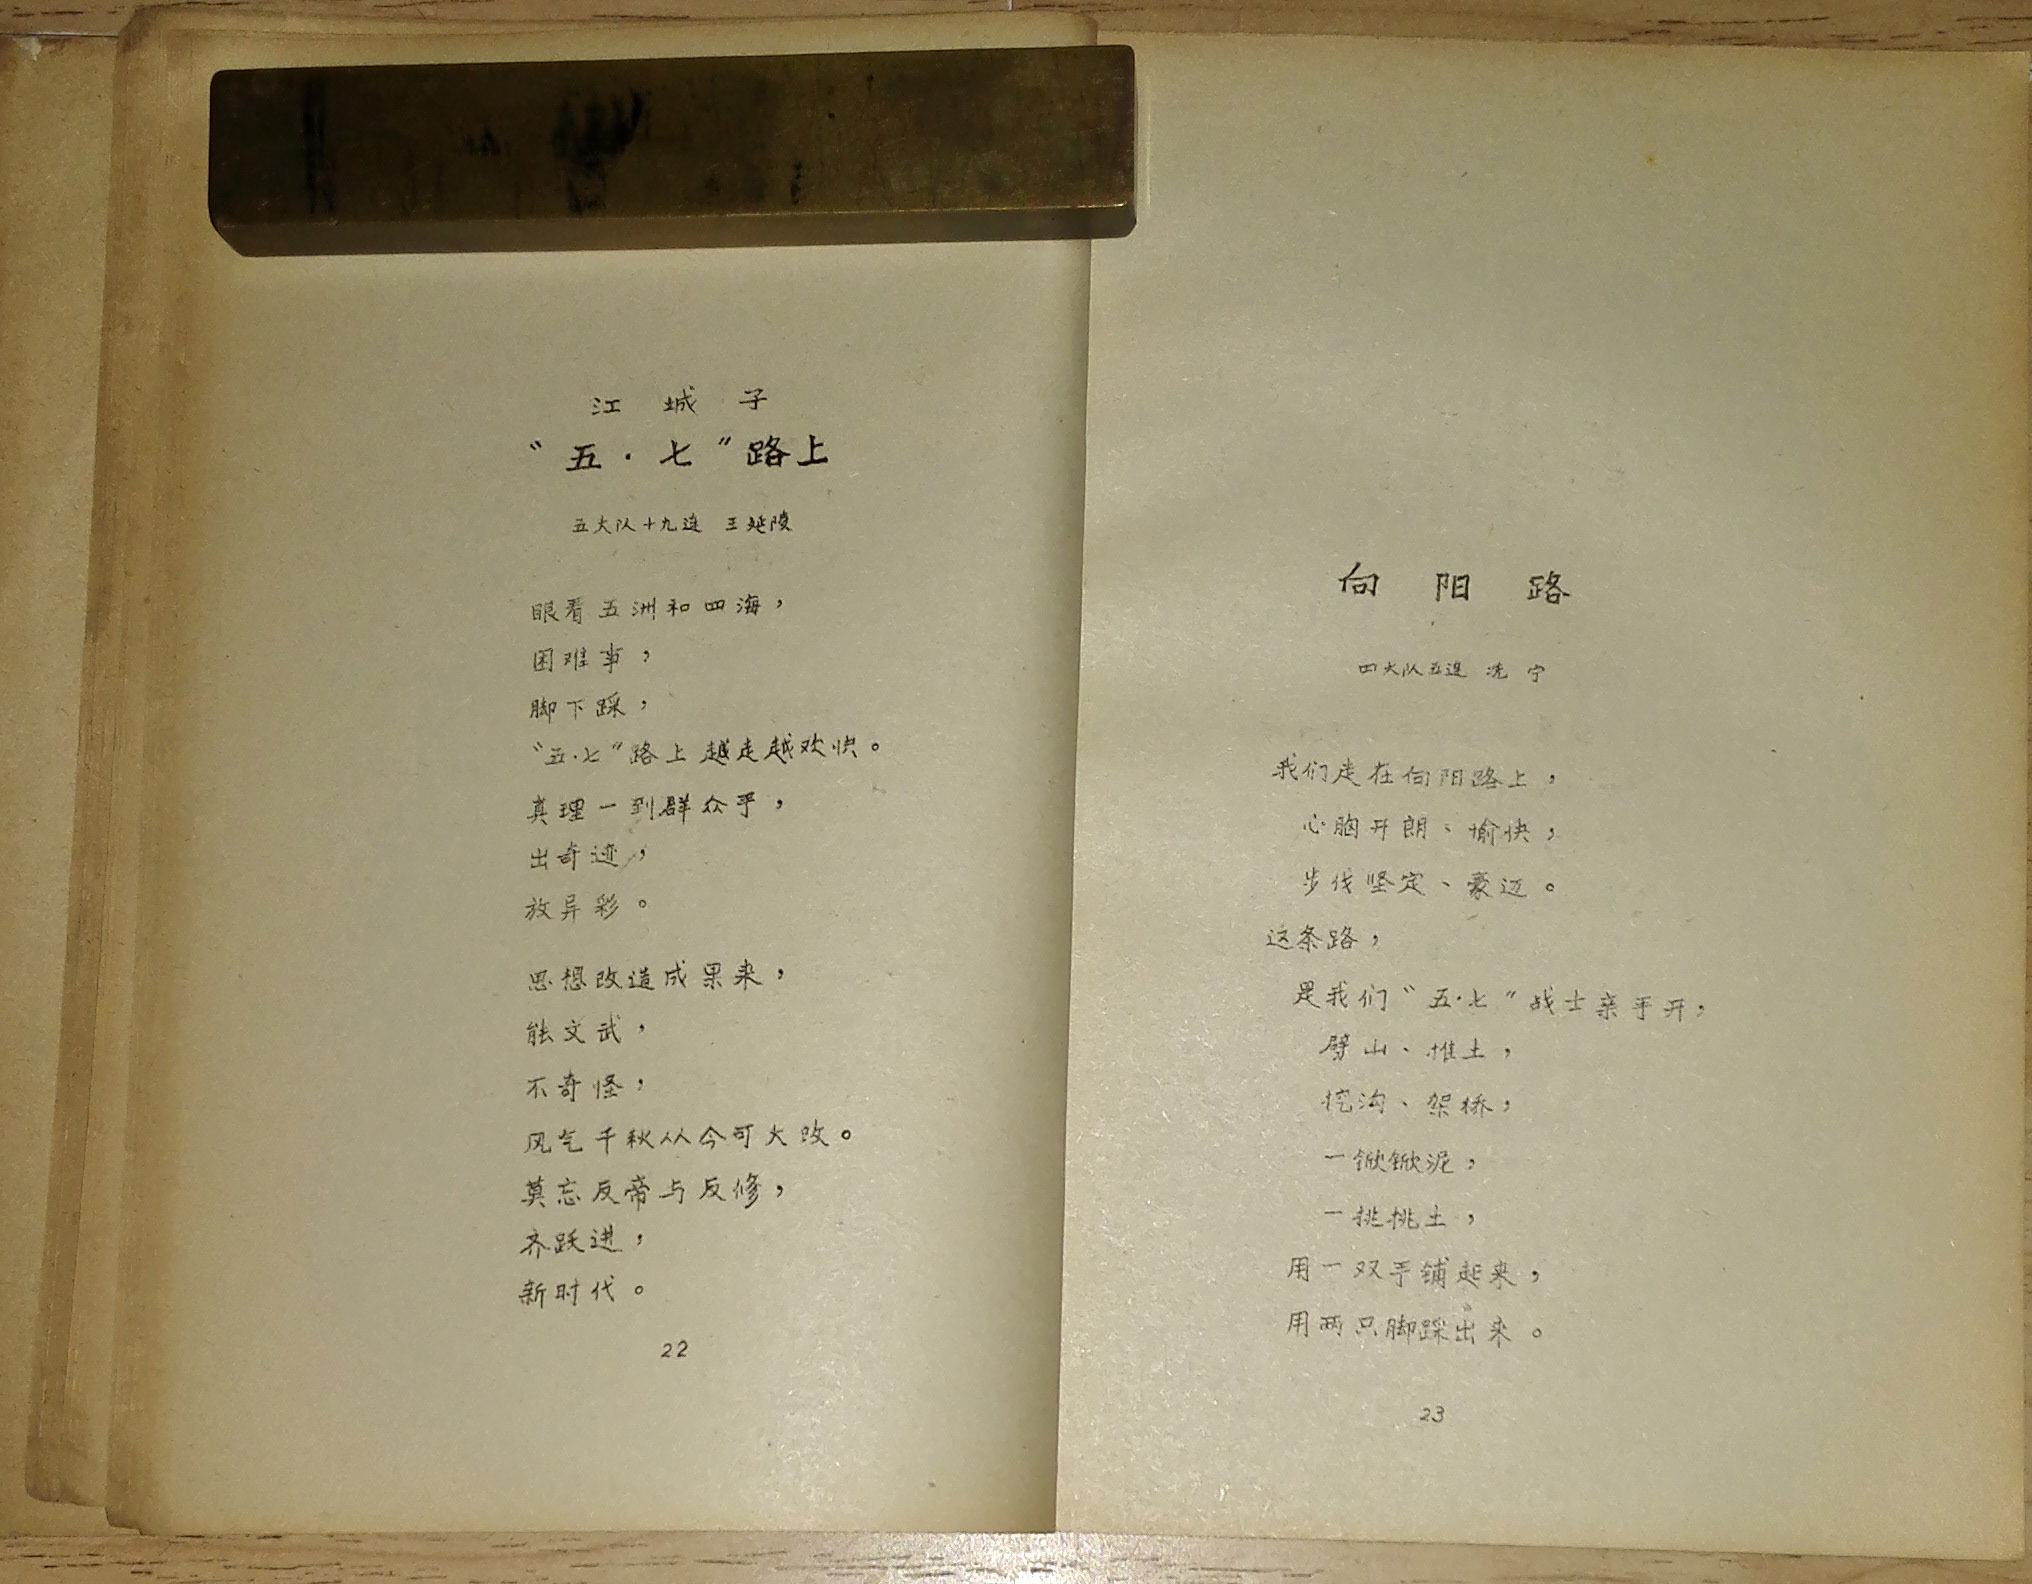 江城子
“五·七”路上
五大队十九连 王延陵
眼看五洲和四海，
困难事，
脚下踩，
“五·七”路上越走越欢快。
真理一到群众手，
出奇迹，
放异彩。
思想改造成果来，
能文武，
不奇怪，
风气千秋从今可大改。
莫忘反帝与反修，
齐跃进，
新时代。
22
向阳路
四大队五连 冼宁
我们走在向阳路上，
心胸开朗、愉快，
步伐坚定、豪迈。
这条路，
是我们“五·七”战士亲手开，
劈山、推土，
挖沟、架桥，
一锨锨泥，
一挑挑土，
用一双手铺起来，
用两只脚踩出来。
23